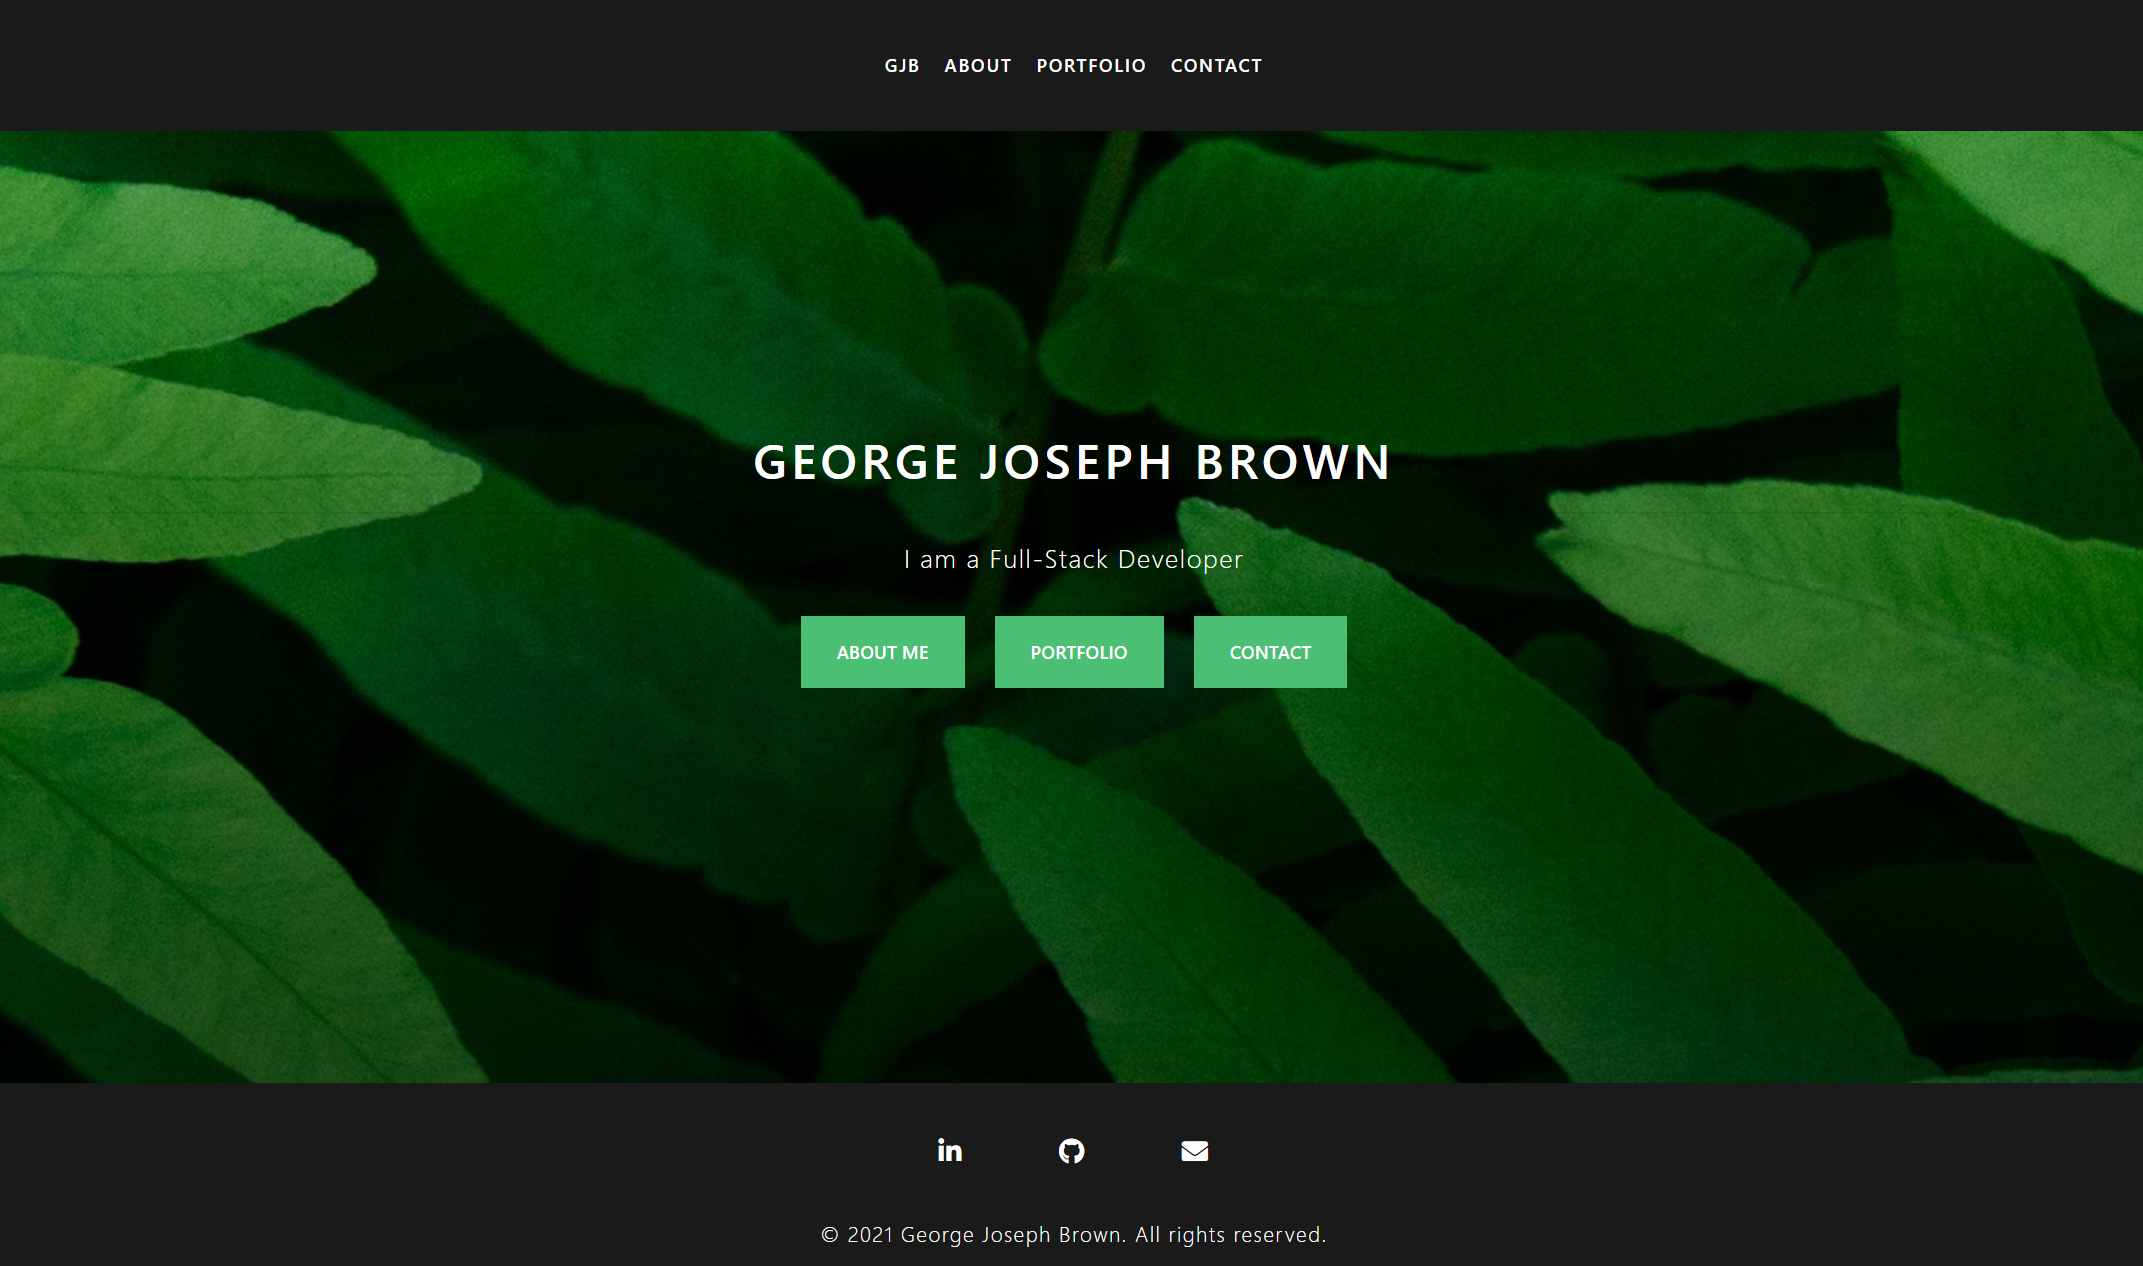 GJB ABOUT PORTFOLIO CONTACT
GEORGE JOSEPH BROWN
I am a Full-Stack Developer
ABOUT ME PORTFOLIO CONTACT
in
© 2021 George Joseph Brown. All rights reserved.